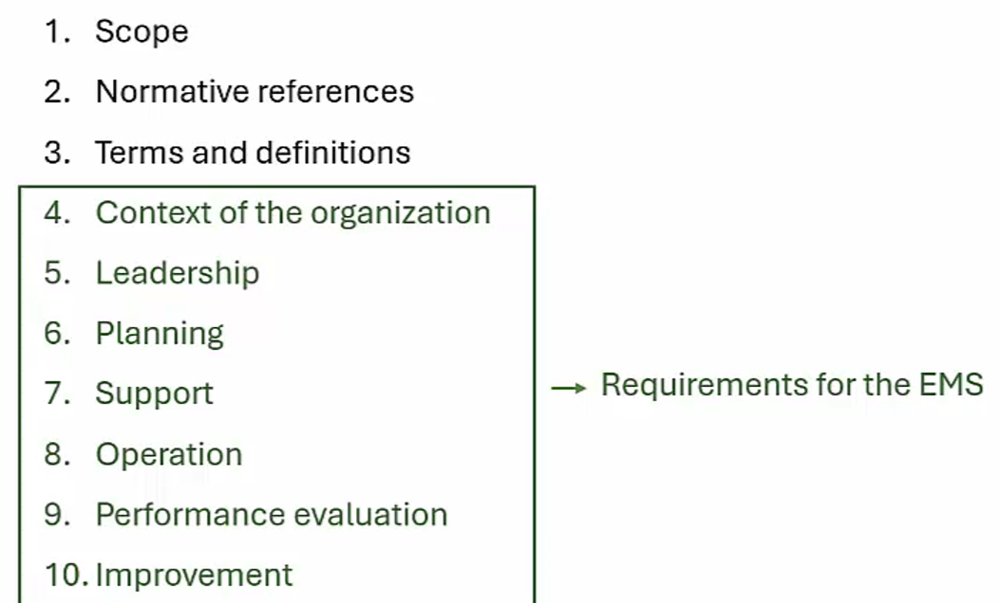 1. Scope
2. Normative references
3. Terms and definitions
4. Context of the organization
5. Leadership
6. Planning
7. Support
→ Requirements for the EMS
8. Operation
9. Performance evaluation
10. Improvement